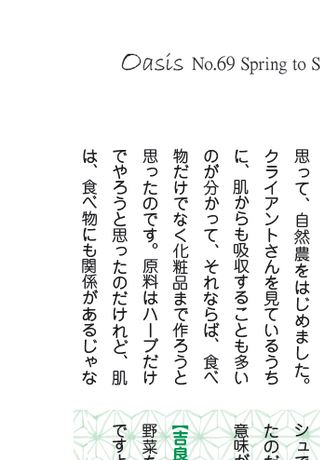 Oasis No.69 Spring to S
思って、自然農をはじめました。
クライアントさんを見ているうち
に、肌からも吸収することも多い
のが分かって、それならば、食べ
物だけでなく化粧品まで作ろうと
思ったのです。原料はハーブだけ
でやろうと思ったのだけれど、肌
は、食べ物にも関係があるじゃな
シュで
たのだ
意味が
【吉良
野菜を
ですよ